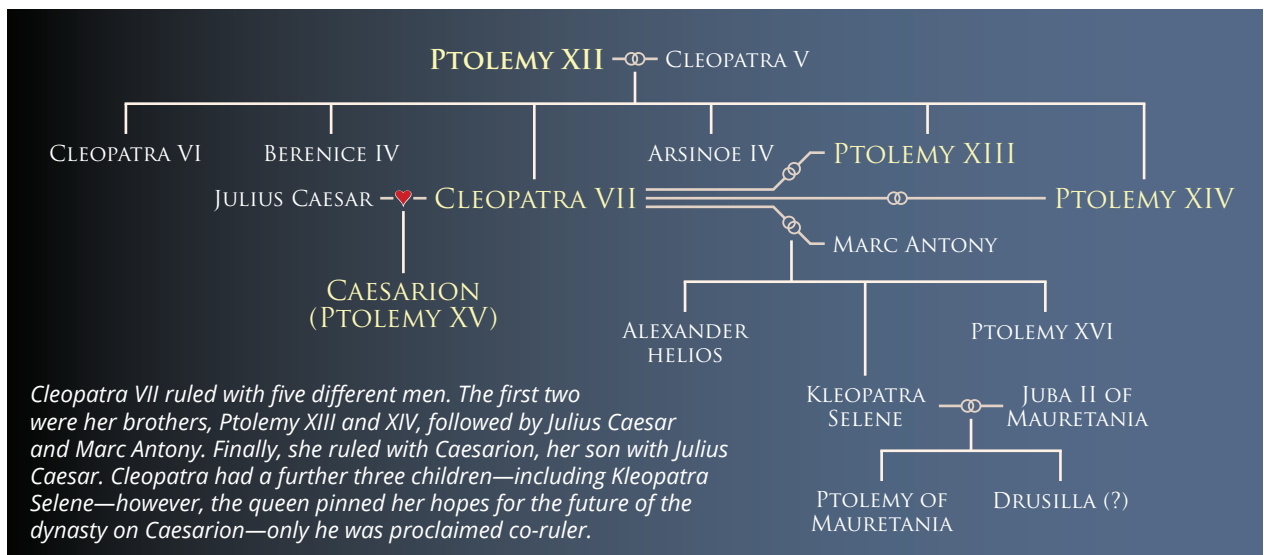 PTOLEMY XII
CLEOPATRA V
CLEOPATRA VI
BERENICE IV
ARSINOE IV
PTOLEMY XIII
JULIUS CAESAR
CLEOPATRA VII
PTOLEMY XIV
MARC ANTONY
CAESARION
(PTOLEMY XV)
ALEXANDER
HELIOS
PTOLEMY XVI
KLEOPATRA
SELENE
JUBA II OF
MAURETANIA
PTOLEMY OF
MAURETANIA
DRUSILLA (?)
Cleopatra VII ruled with five different men. The first two
were her brothers, Ptolemy XIII and XIV, followed by Julius Caesar
and Marc Antony. Finally, she ruled with Caesarion, her son with Julius
Caesar. Cleopatra had a further three children—including Kleopatra
Selene—however, the queen pinned her hopes for the future of the
dynasty on Caesarion—only he was proclaimed co-ruler.